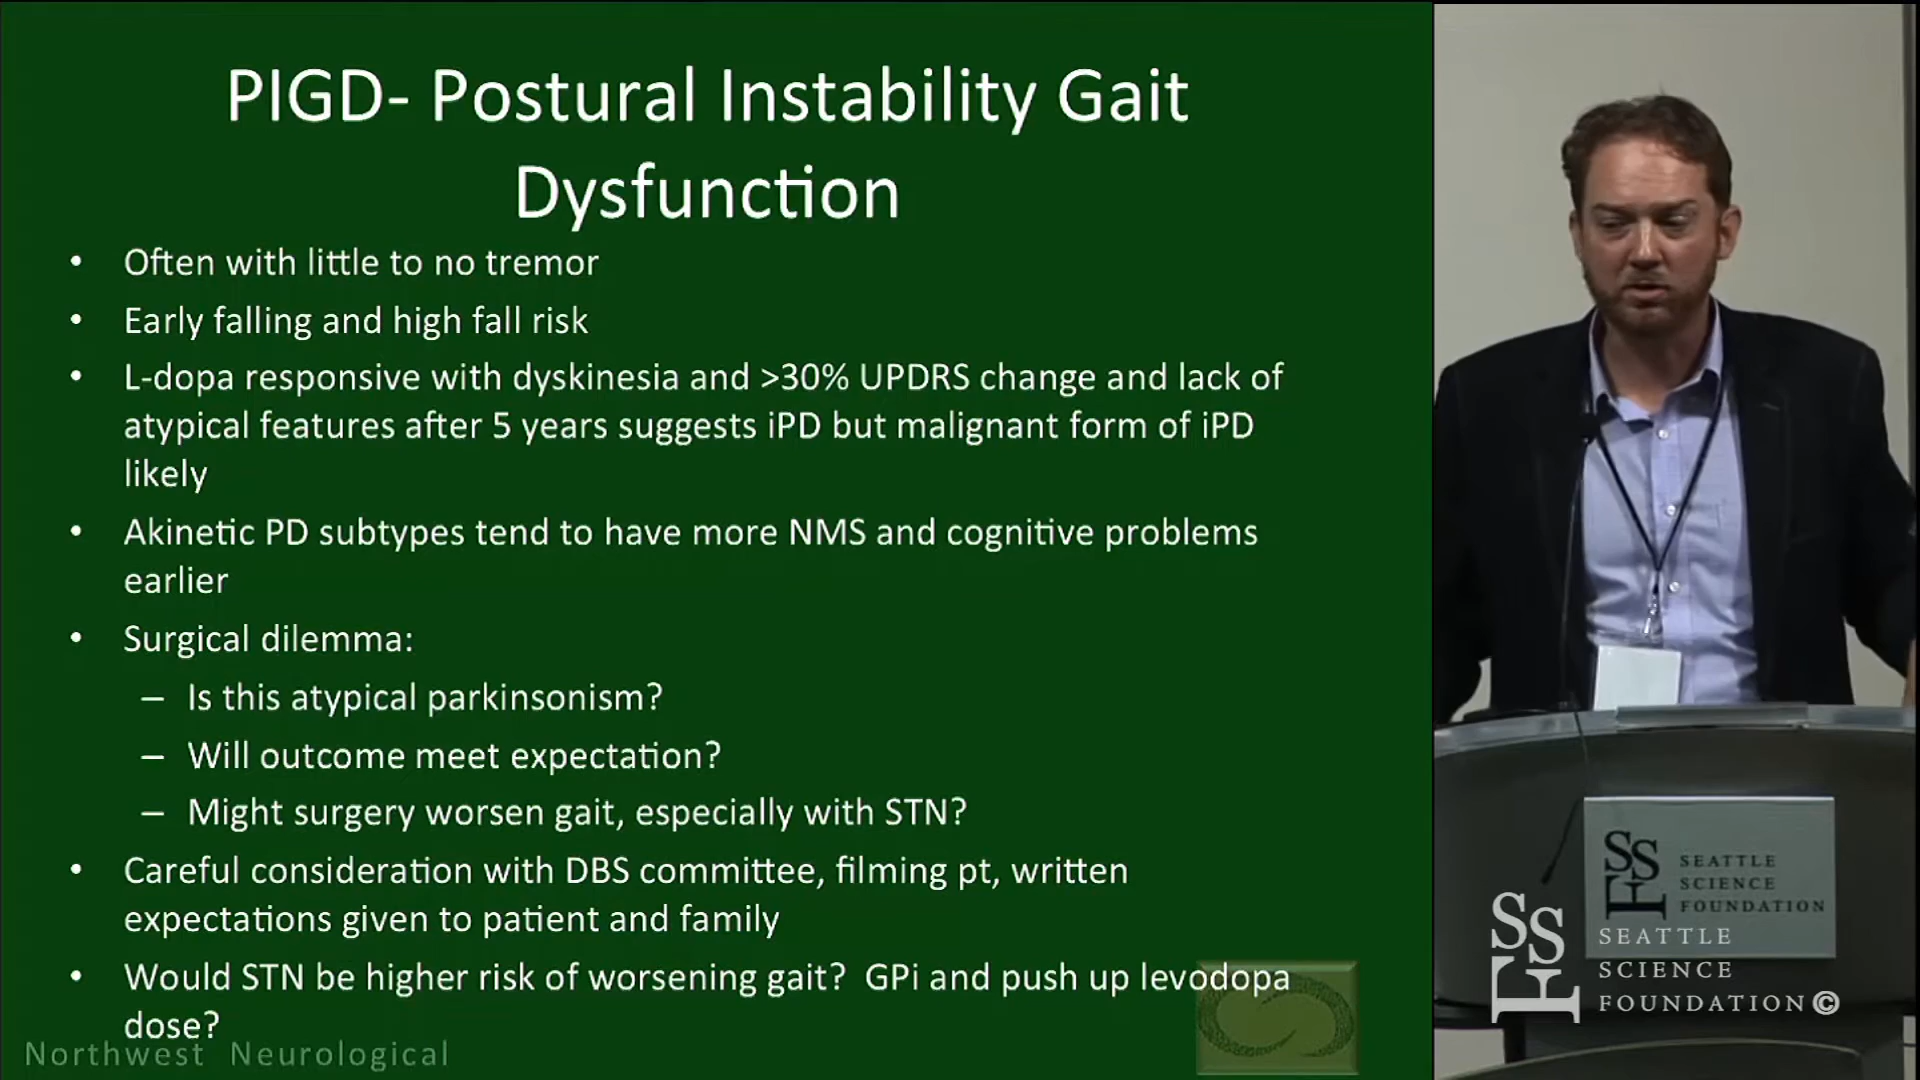 PIGD- Postural Instability Gait
Dysfunction
• Often with little to no tremor
• Early falling and high fall risk
• L-dopa responsive with dyskinesia and >30% UPDRS change and lack of
atypical features after 5 years suggests iPD but malignant form of iPD
likely
• Akinetic PD subtypes tend to have more NMS and cognitive problems
earlier
• Surgical dilemma:
– Is this atypical parkinsonism?
– Will outcome meet expectation?
– Might surgery worsen gait, especially with STN?
• Careful consideration with DBS committee, filming pt, written
expectations given to patient and family
• Would STN be higher risk of worsening gait?  GPi and push up levodopa
dose?
Northwest Neurological
SSF
SEATTLE
SCIENCE
FOUNDATION
SSF
SEATTLE
SCIENCE
FOUNDATION©